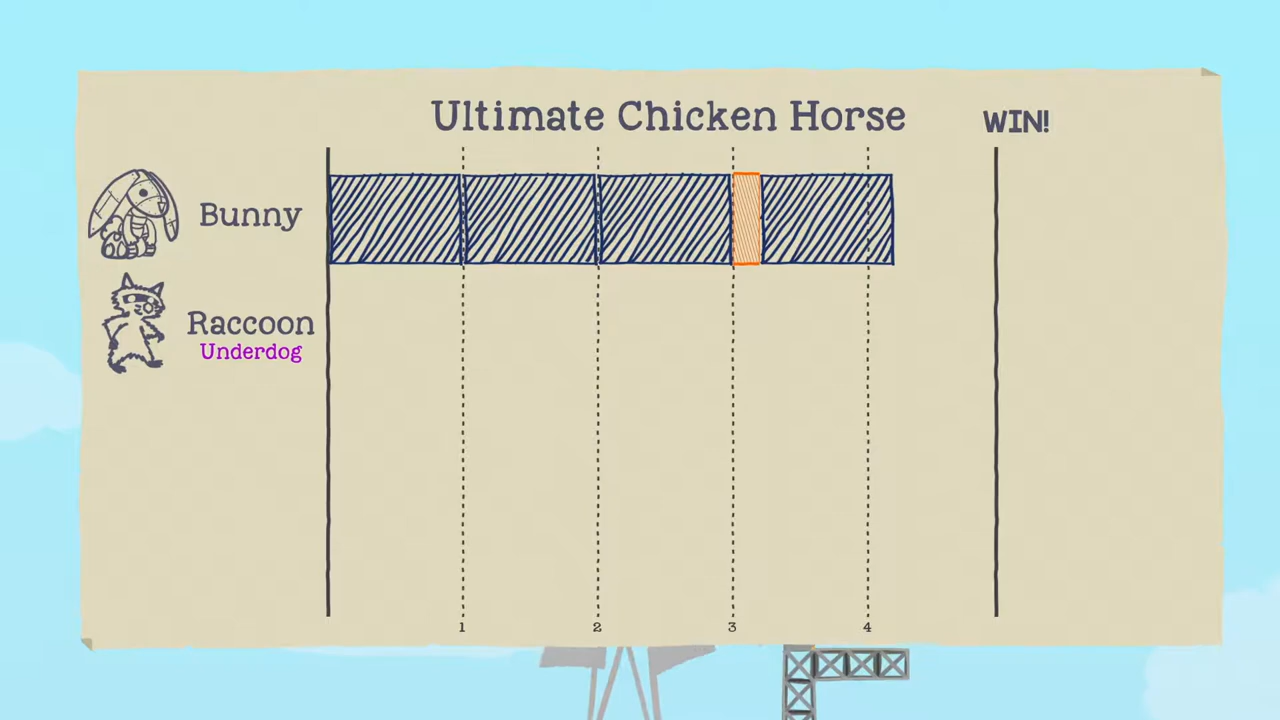 Ultimate Chicken Horse
WIN!
Bunny
Raccoon
Underdog
1 2 3 4